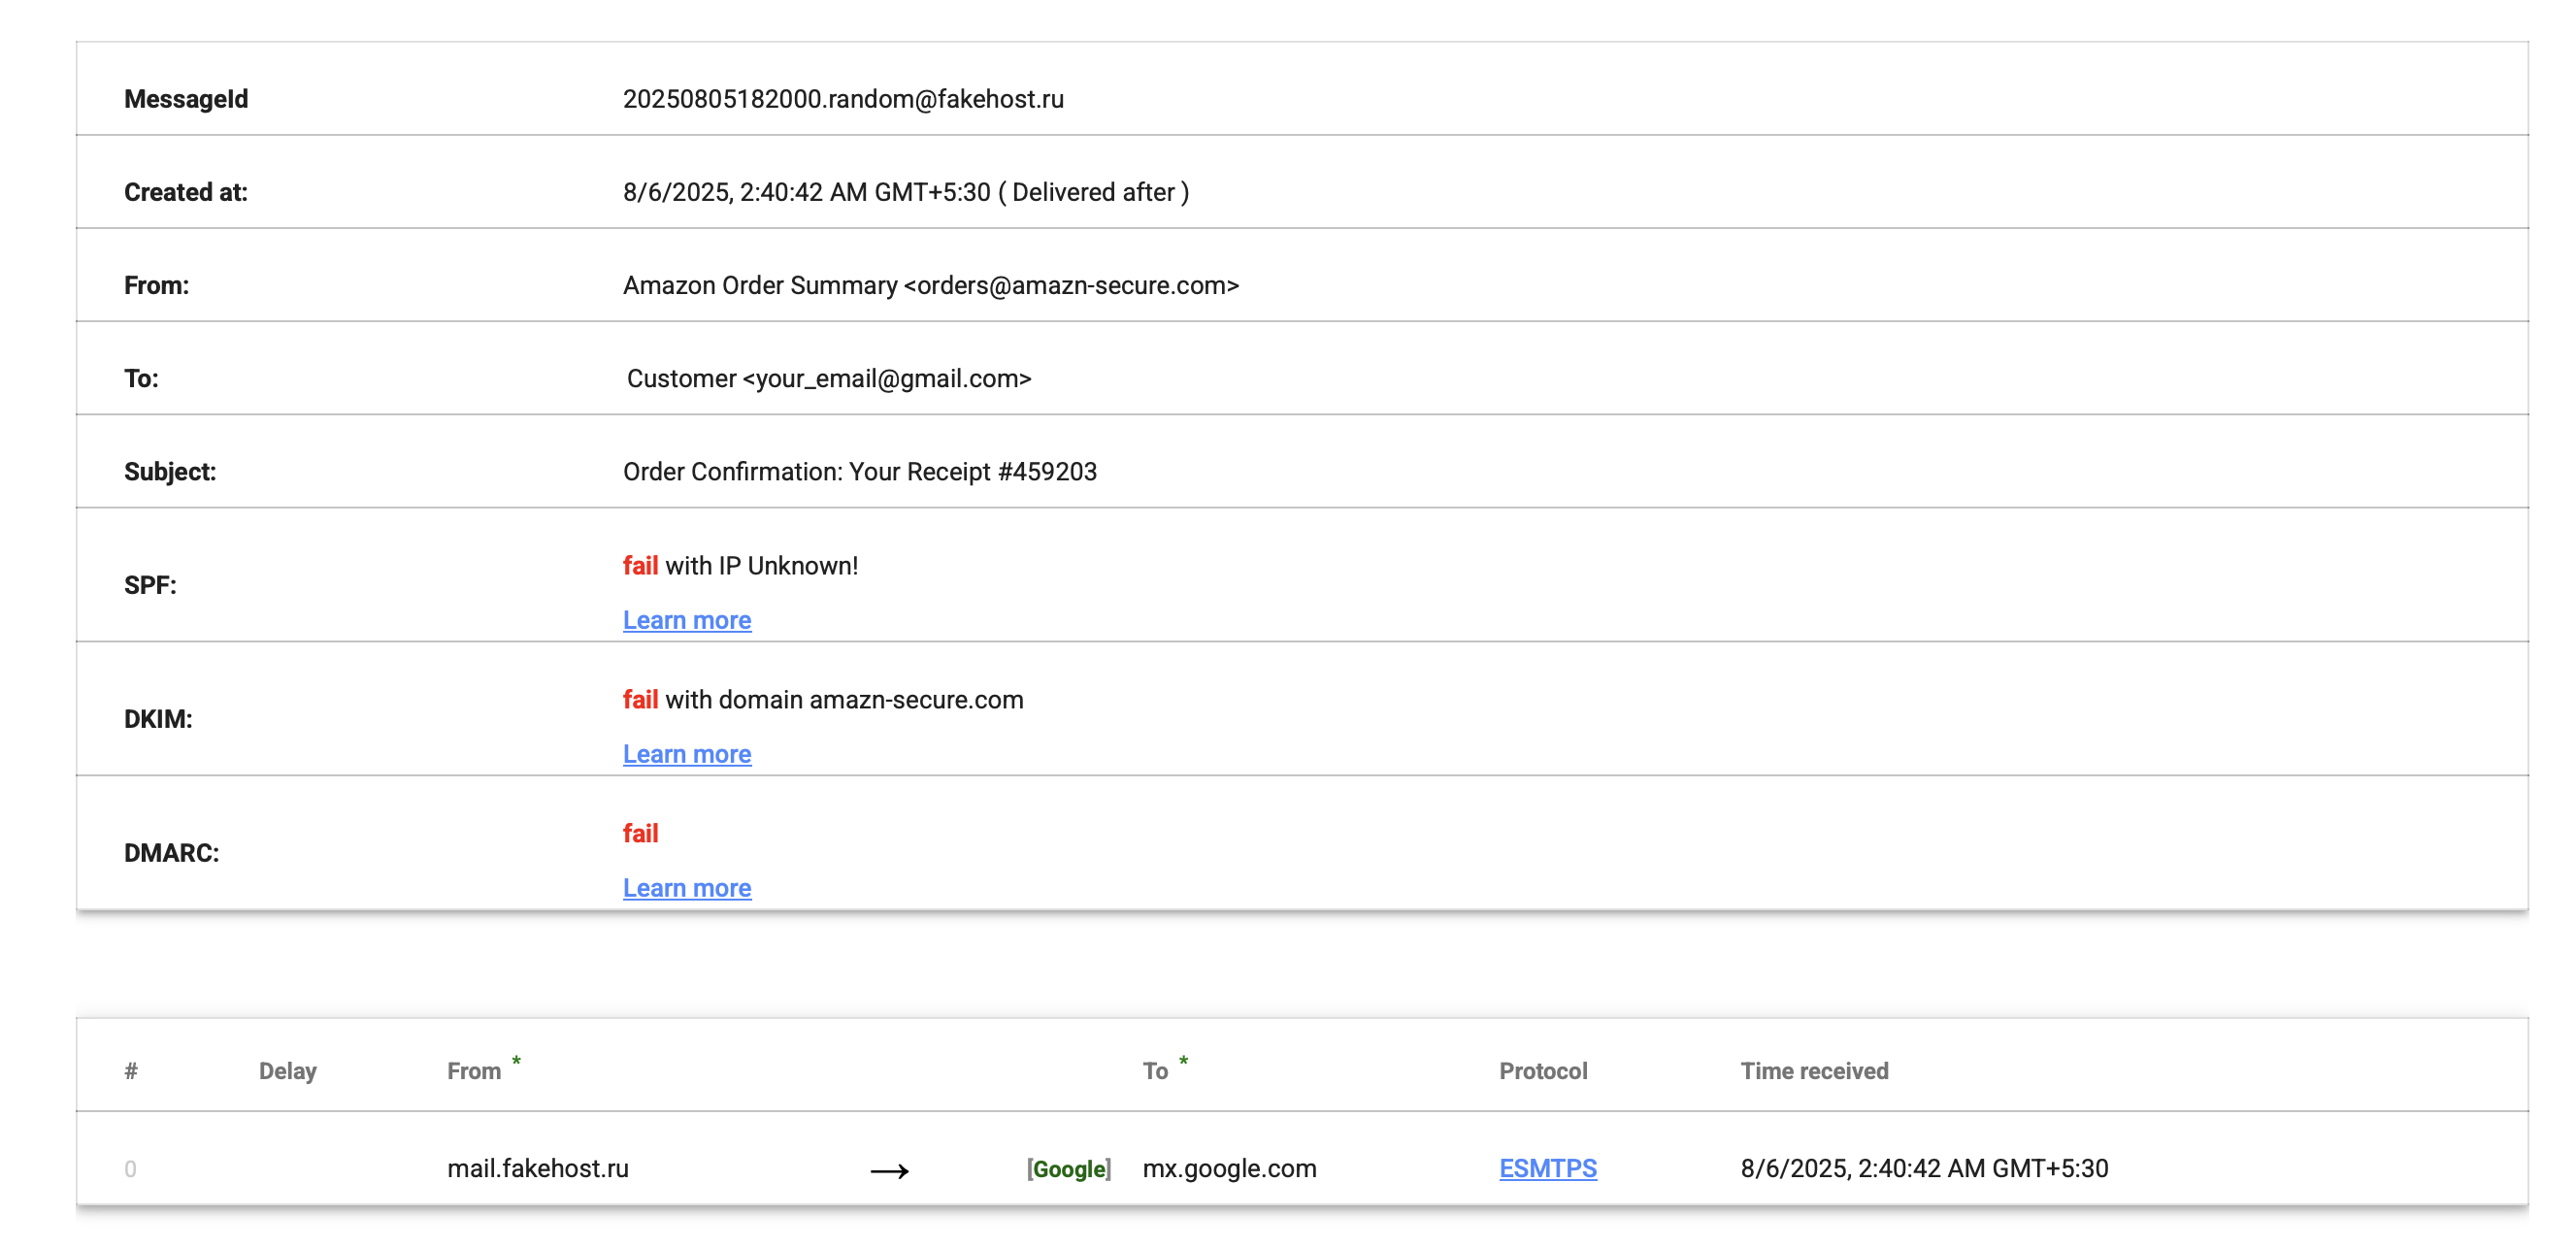 MessageId 20250805182000.random@fakehost.ru
Created at: 8/6/2025, 2:40:42 AM GMT+5:30 ( Delivered after )
From: Amazon Order Summary <orders@amazn-secure.com>
To: Customer <your_email@gmail.com>
Subject: Order Confirmation: Your Receipt #459203
SPF: fail with IP Unknown!
Learn more
DKIM: fail with domain amazn-secure.com
Learn more
DMARC: fail
Learn more
# Delay From * To * Protocol Time received
0 mail.fakehost.ru → [Google] mx.google.com ESMTPS 8/6/2025, 2:40:42 AM GMT+5:30